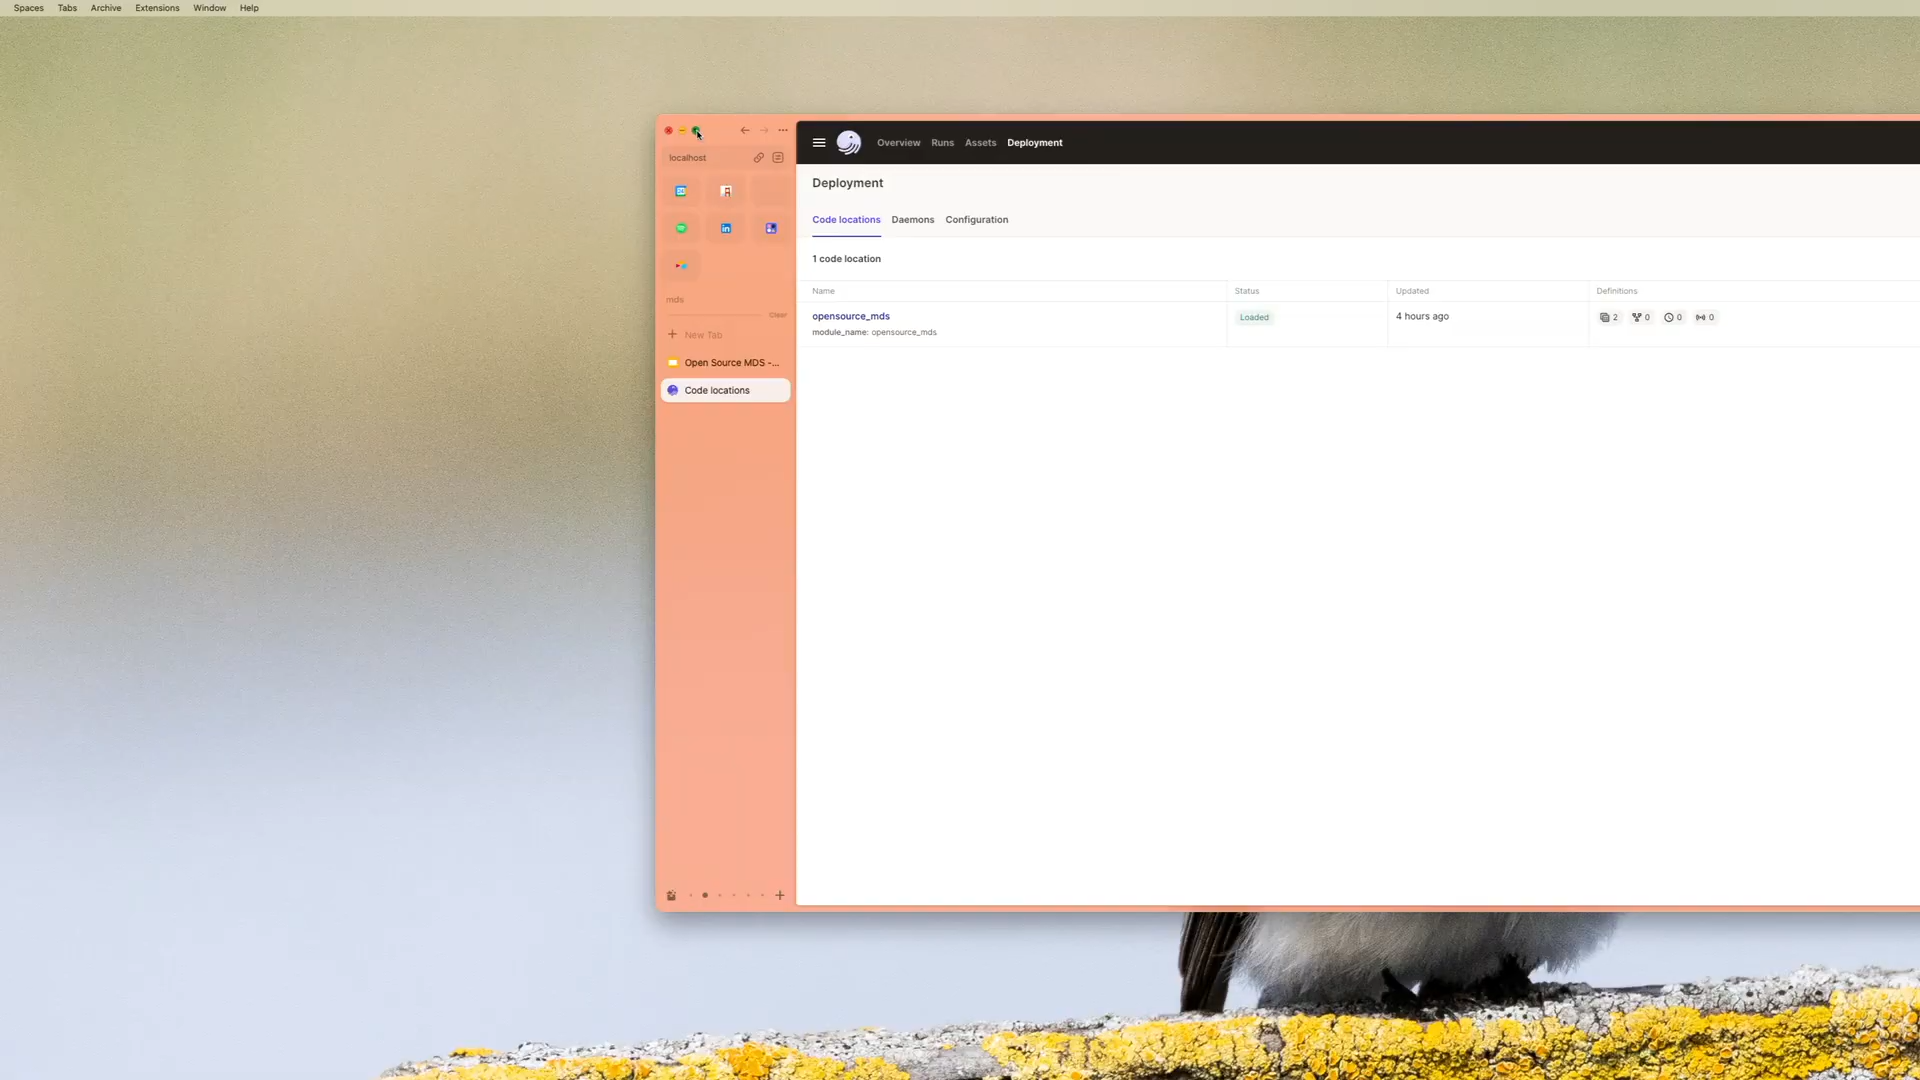 Spaces Tabs Archive Extensions Window Help
localhost
mds
Clear
New Tab
Open Source MDS -...
Code locations
Overview Runs Assets Deployment
Deployment
Code locations Daemons Configuration
1 code location
Name Status Updated Definitions
opensource_mds Loaded 4 hours ago 2 0 0 0
module_name: opensource_mds